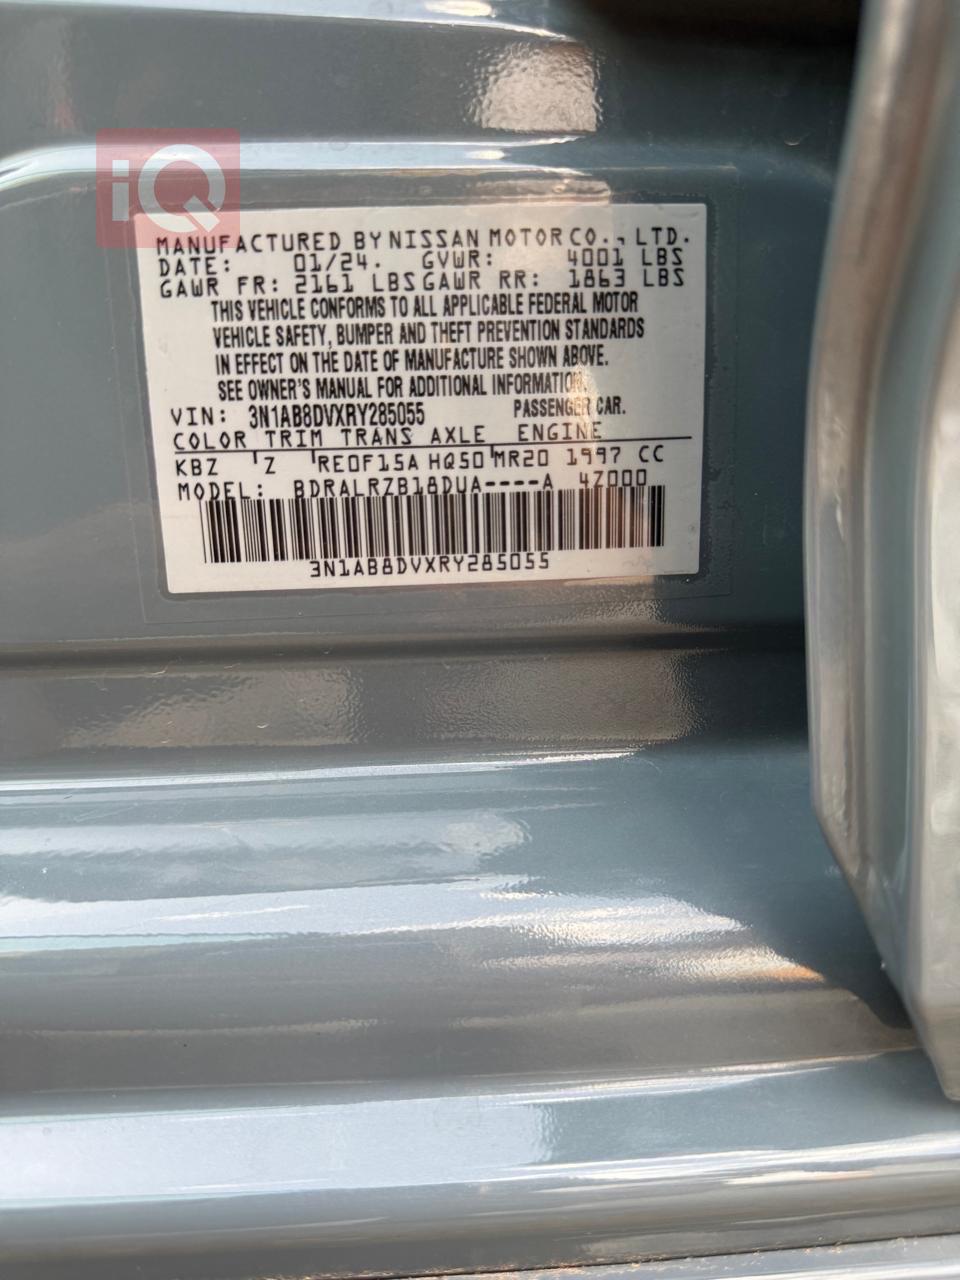 iQ
MANUFACTURED BY NISSAN MOTOR CO., LTD.
DATE: 01/24. GVWR: 4001 LBS
GAWR FR: 2161 LBS GAWR RR: 1863 LBS
THIS VEHICLE CONFORMS TO ALL APPLICABLE FEDERAL MOTOR
VEHICLE SAFETY, BUMPER AND THEFT PREVENTION STANDARDS
IN EFFECT ON THE DATE OF MANUFACTURE SHOWN ABOVE.
SEE OWNER'S MANUAL FOR ADDITIONAL INFORMATION.
VIN: 3N1AB8DVXRY285055 PASSENGER CAR.
COLOR TRIM TRANS AXLE ENGINE
KBZ Z RE0F15A HQ50 MR20 1997 CC
MODEL: BDRALRZB18DUA----A 4Z000
3N1AB8DVXRY285055